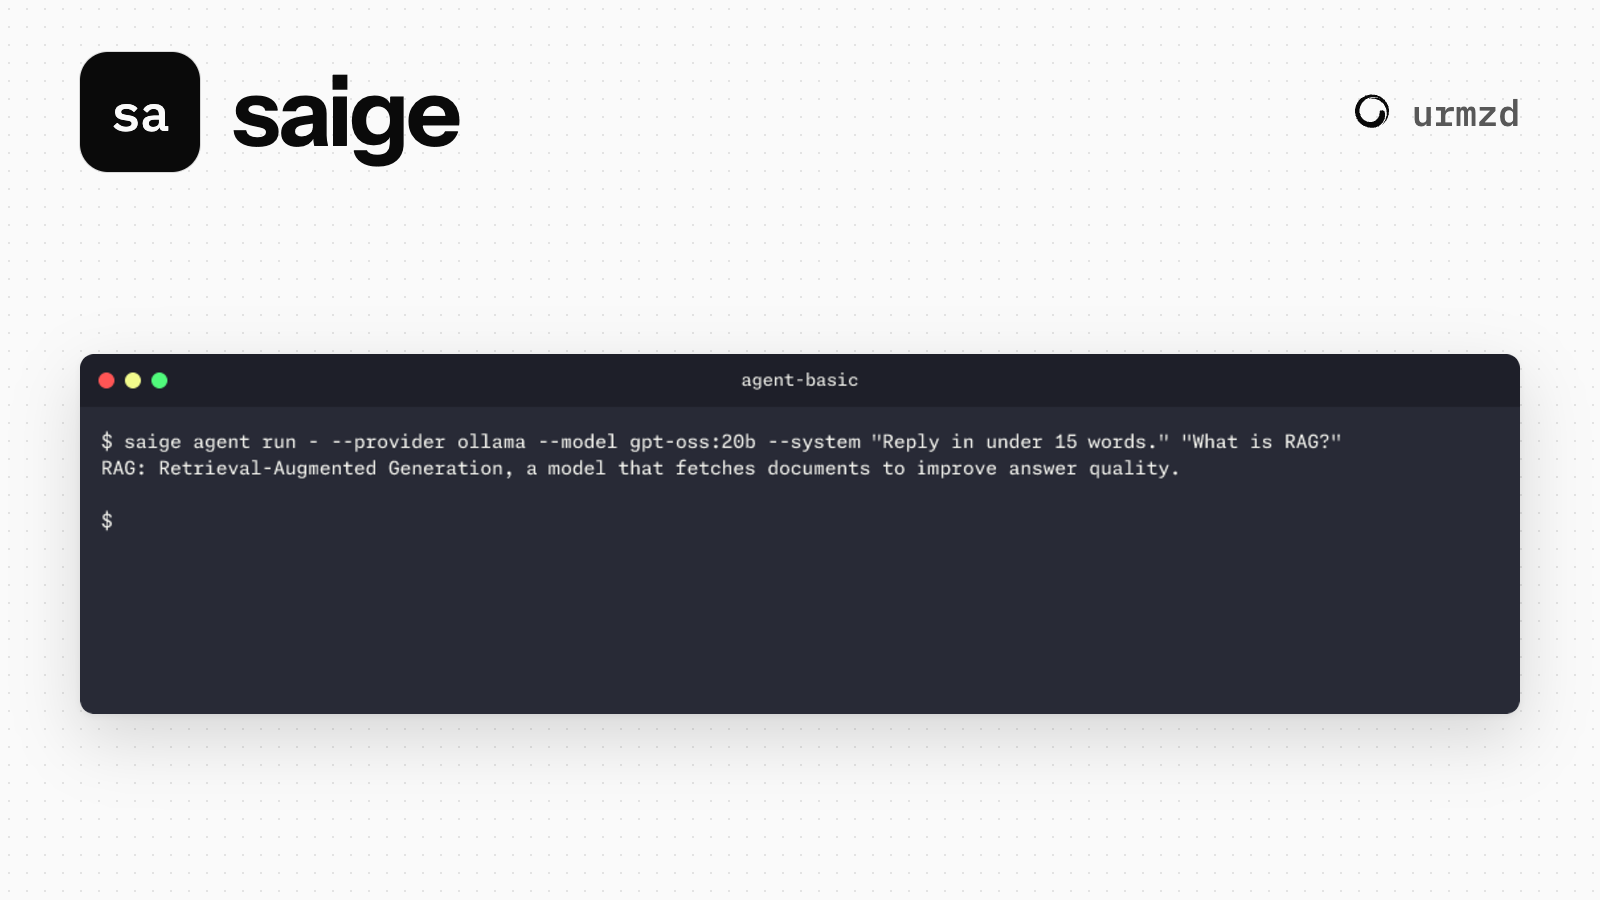 sa
saige
urmzd
agent-basic
$ saige agent run - --provider ollama --model gpt-oss:20b --system "Reply in under 15 words." "What is RAG?"
RAG: Retrieval-Augmented Generation, a model that fetches documents to improve answer quality.
$